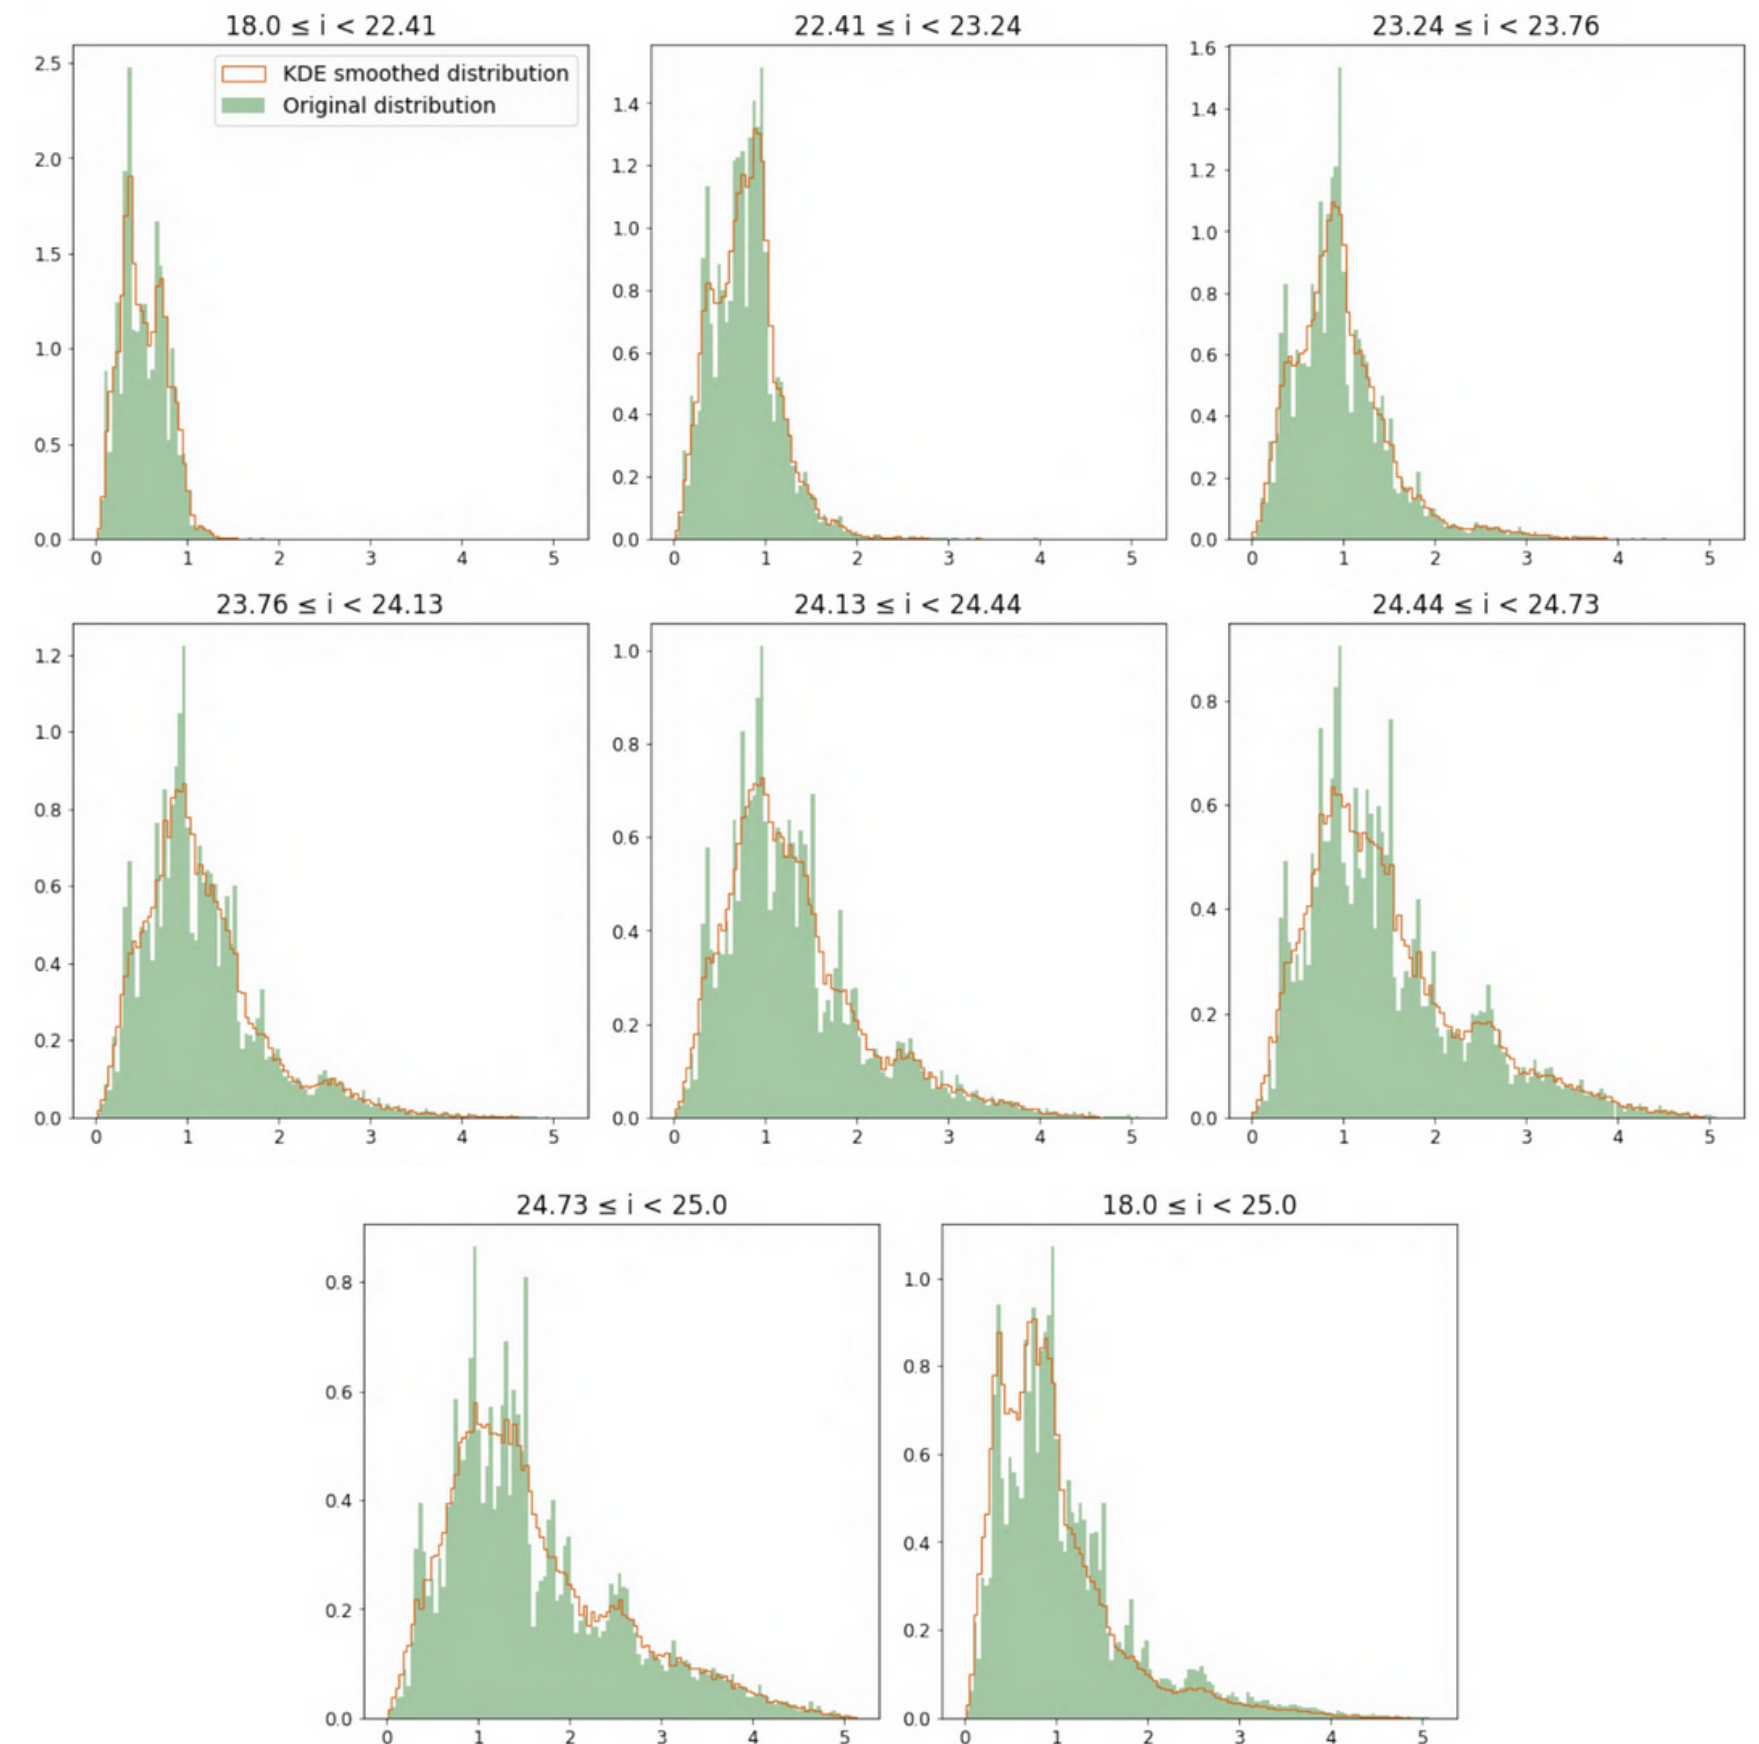 18.0 ≤ i < 22.41
2.5
2.0
1.5
1.0
0.5
0.0
0 1 2 3 4 5
KDE smoothed distribution
Original distribution
22.41 ≤ i < 23.24
1.4
1.2
1.0
0.8
0.6
0.4
0.2
0.0
0 1 2 3 4 5
23.24 ≤ i < 23.76
1.6
1.4
1.2
1.0
0.8
0.6
0.4
0.2
0.0
0 1 2 3 4 5
23.76 ≤ i < 24.13
1.2
1.0
0.8
0.6
0.4
0.2
0.0
0 1 2 3 4 5
24.13 ≤ i < 24.44
1.0
0.8
0.6
0.4
0.2
0.0
0 1 2 3 4 5
24.44 ≤ i < 24.73
0.8
0.6
0.4
0.2
0.0
0 1 2 3 4 5
24.73 ≤ i < 25.0
0.8
0.6
0.4
0.2
0.0
0 1 2 3 4 5
18.0 ≤ i < 25.0
1.0
0.8
0.6
0.4
0.2
0.0
0 1 2 3 4 5